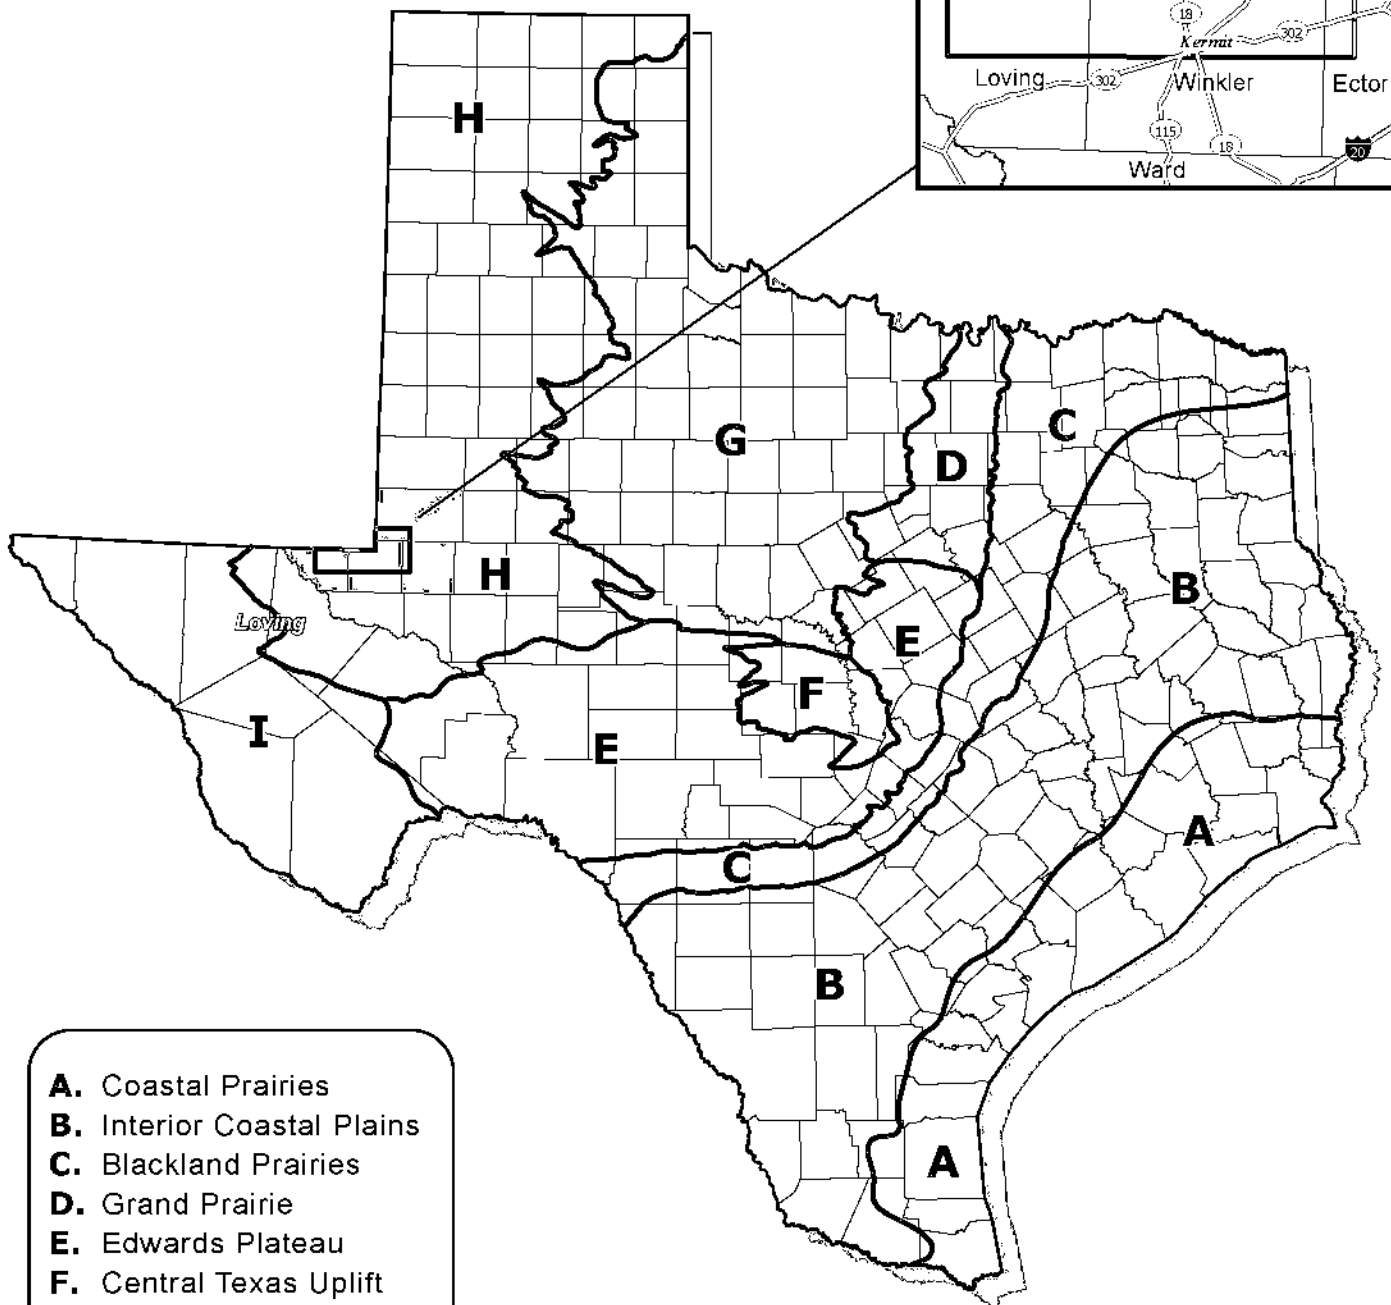 18
Kermit
302
Loving
302
Winkler
Ector
115
18
20
Ward
H
G
C
D
H
B
Loving
E
F
I
E
A
C
B
A
A. Coastal Prairies
B. Interior Coastal Plains
C. Blackland Prairies
D. Grand Prairie
E. Edwards Plateau
F. Central Texas Uplift